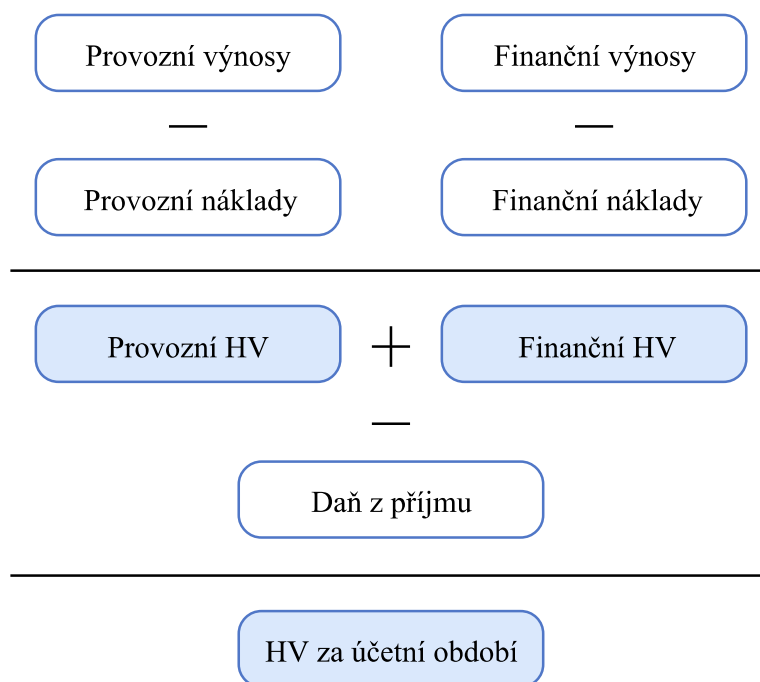 Provozní výnosy
Finanční výnosy
—
—
Provozní náklady
Finanční náklady
Provozní HV
+
Finanční HV
—
Daň z příjmu
HV za účetní období